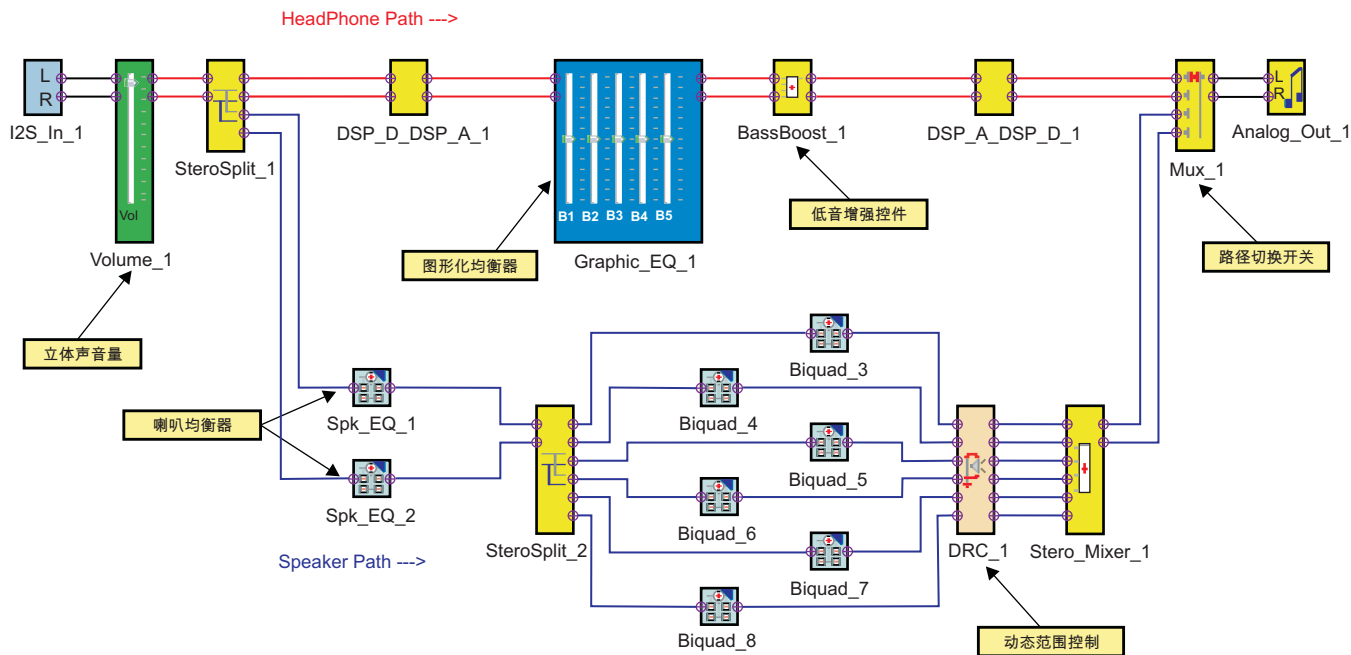 HeadPhone Path --->
L
R
I2S_In_1
Vol
Volume_1
立体声音量
SteroSplit_1
DSP_D_DSP_A_1
B1 B2 B3 B4 B5
Graphic_EQ_1
图形化均衡器
BassBoost_1
低音增强控件
DSP_A_DSP_D_1
Mux_1
路径切换开关
L
R
Analog_Out_1
喇叭均衡器
Spk_EQ_1
Spk_EQ_2
Speaker Path --->
SteroSplit_2
Biquad_3
Biquad_4
Biquad_5
Biquad_6
Biquad_7
Biquad_8
DRC_1
动态范围控制
Stero_Mixer_1